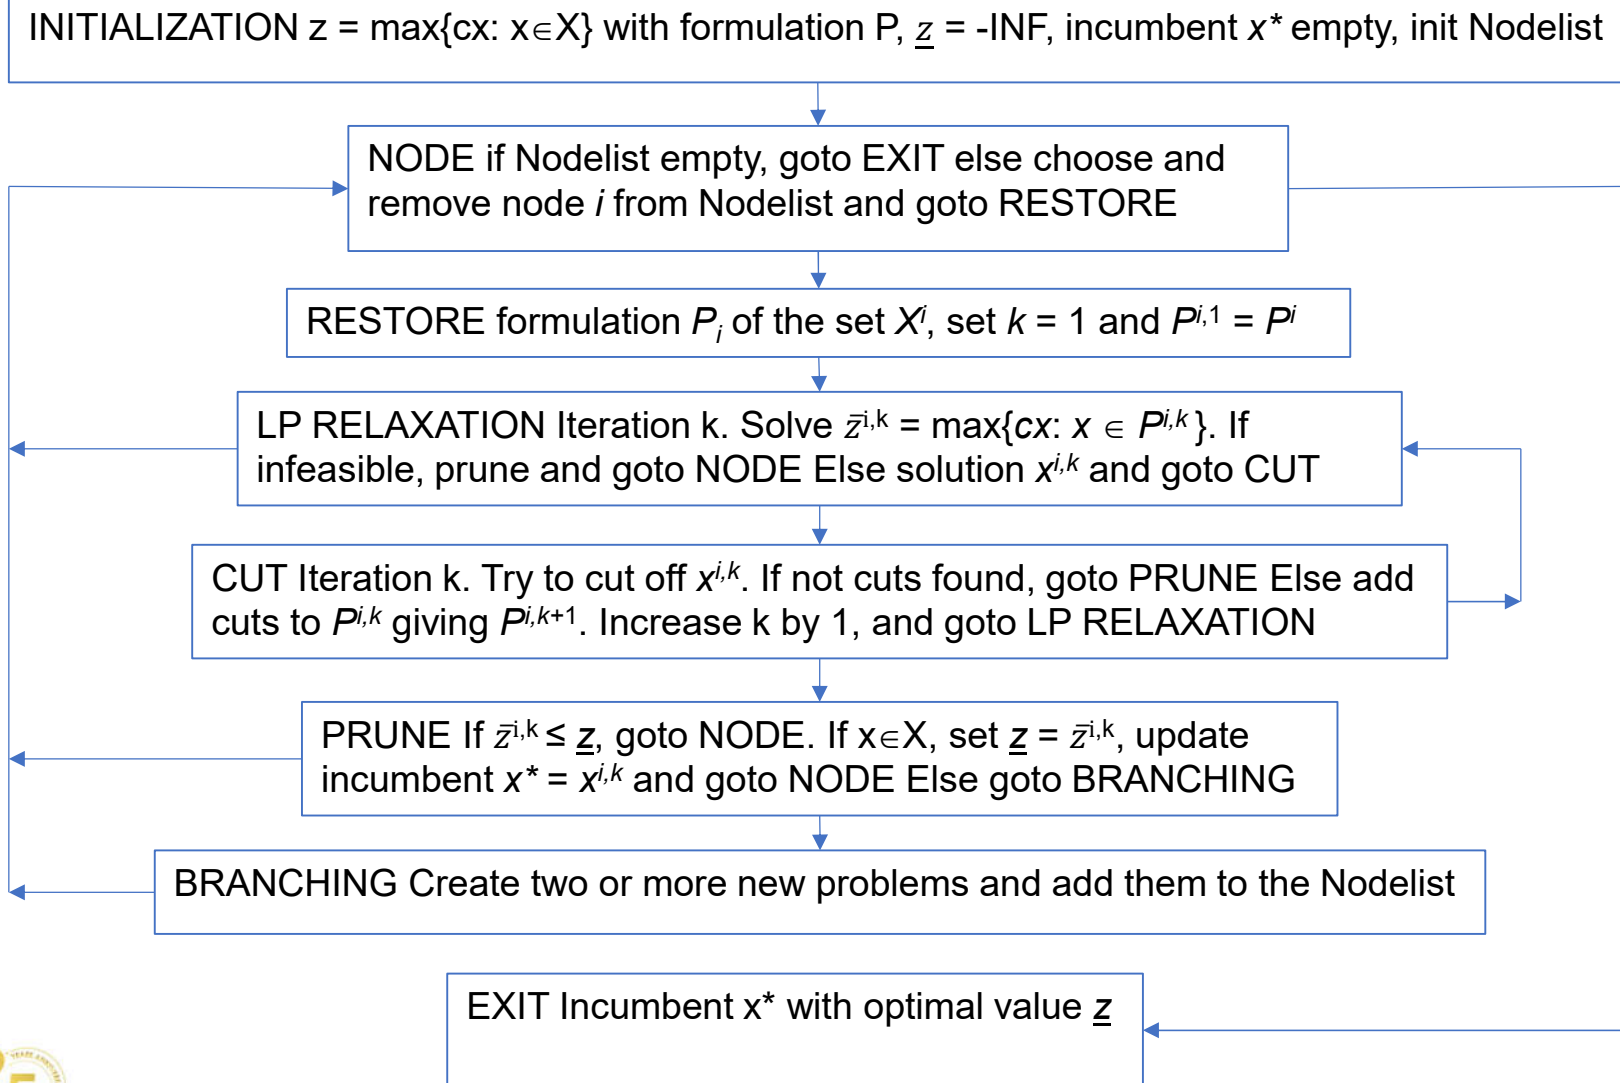 INITIALIZATION z = max{cx: x∈X} with formulation P, z̲ = -INF, incumbent x* empty, init Nodelist
NODE if Nodelist empty, goto EXIT else choose and
remove node i from Nodelist and goto RESTORE
RESTORE formulation Pᵢ of the set Xⁱ, set k = 1 and Pⁱ,¹ = Pⁱ
LP RELAXATION Iteration k. Solve z̄ⁱ,ᵏ = max{cx: x ∈ Pⁱ,ᵏ}. If
infeasible, prune and goto NODE Else solution xⁱ,ᵏ and goto CUT
CUT Iteration k. Try to cut off xⁱ,ᵏ. If not cuts found, goto PRUNE Else add
cuts to Pⁱ,ᵏ giving Pⁱ,ᵏ⁺¹. Increase k by 1, and goto LP RELAXATION
PRUNE If z̄ⁱ,ᵏ ≤ z̲, goto NODE. If x∈X, set z̲ = z̄ⁱ,ᵏ, update
incumbent x* = xⁱ,ᵏ and goto NODE Else goto BRANCHING
BRANCHING Create two or more new problems and add them to the Nodelist
EXIT Incumbent x* with optimal value z̲